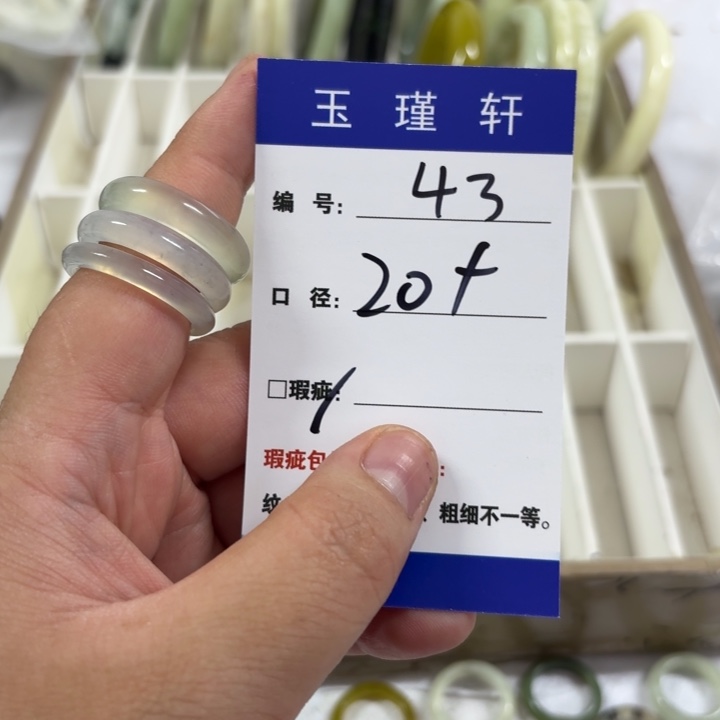 玉瑾轩
编号: 43
口径: 20+
□瑕疵: /
瑕疵包 :
纹 、粗细不一等。